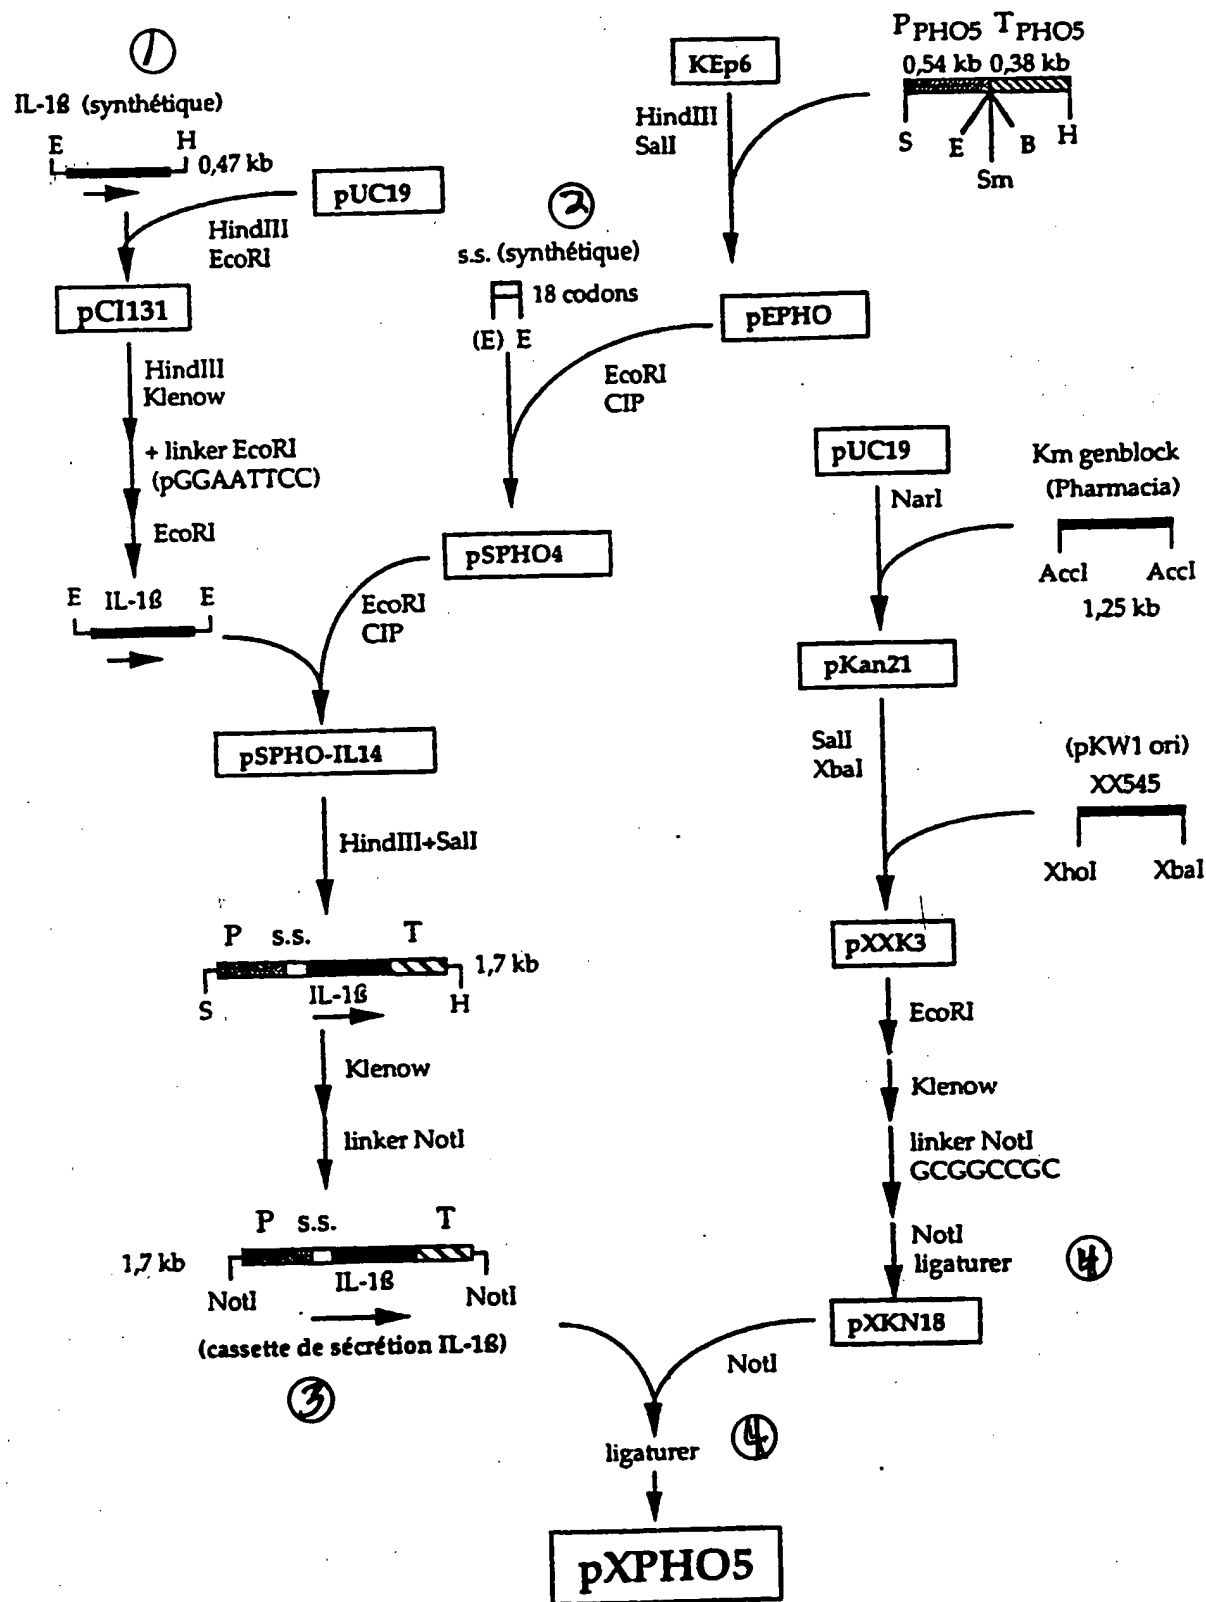 1
IL-1ß (synthétique)
E H 0,47 kb
pUC19
HindIII
EcoRI
pCI131
HindIII
Klenow
+ linker EcoRI
(pGGAATTCC)
EcoRI
E IL-1ß E
KEp6
HindIII
SalI
PPHO5 TPHO5
0,54 kb 0,38 kb
S E Sm B H
2
s.s. (synthétique)
18 codons
(E) E
pEPHO
EcoRI
CIP
pSPHO4
EcoRI
CIP
pSPHO-IL14
HindIII+SalI
P s.s. T
1,7 kb
S IL-1ß H
Klenow
linker NotI
P s.s. T
1,7 kb
NotI IL-1ß NotI
(cassette de sécrétion IL-1ß)
3
pUC19
NarI
Km genblock
(Pharmacia)
AccI AccI
1,25 kb
pKan21
SalI
XbaI
(pKW1 ori)
XX545
XhoI XbaI
pXXK3
EcoRI
Klenow
linker NotI
GCGGCCGC
NotI
ligaturer
4
pXKN18
NotI
ligaturer
4
pXPHO5